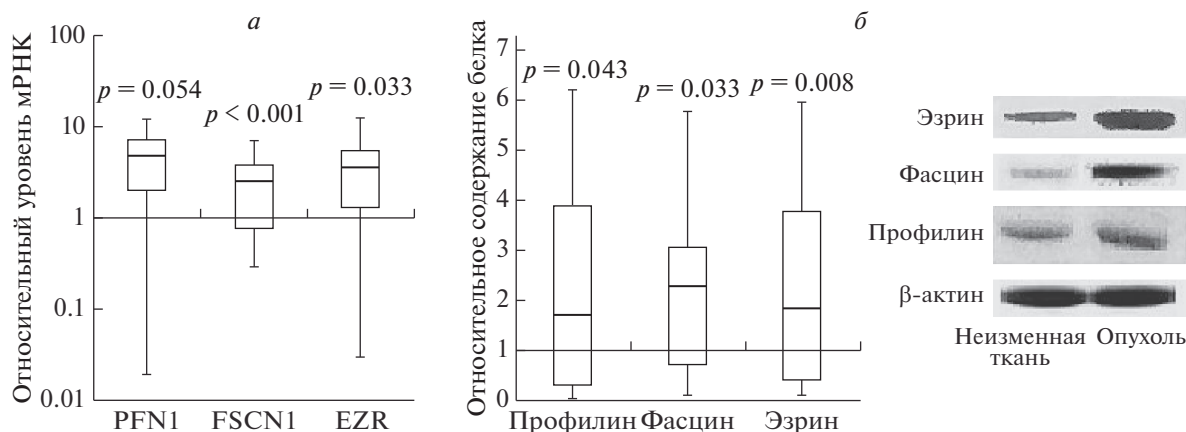 а
Относительный уровень мРНК
100
10
1
0.1
0.01
p = 0.054
p < 0.001
p = 0.033
PFN1 FSCN1 EZR
б
Относительное содержание белка
7
6
5
4
3
2
1
0
p = 0.043
p = 0.033
p = 0.008
Профилин Фасцин Эзрин
Эзрин
Фасцин
Профилин
β-актин
Неизменная Опухоль
ткань